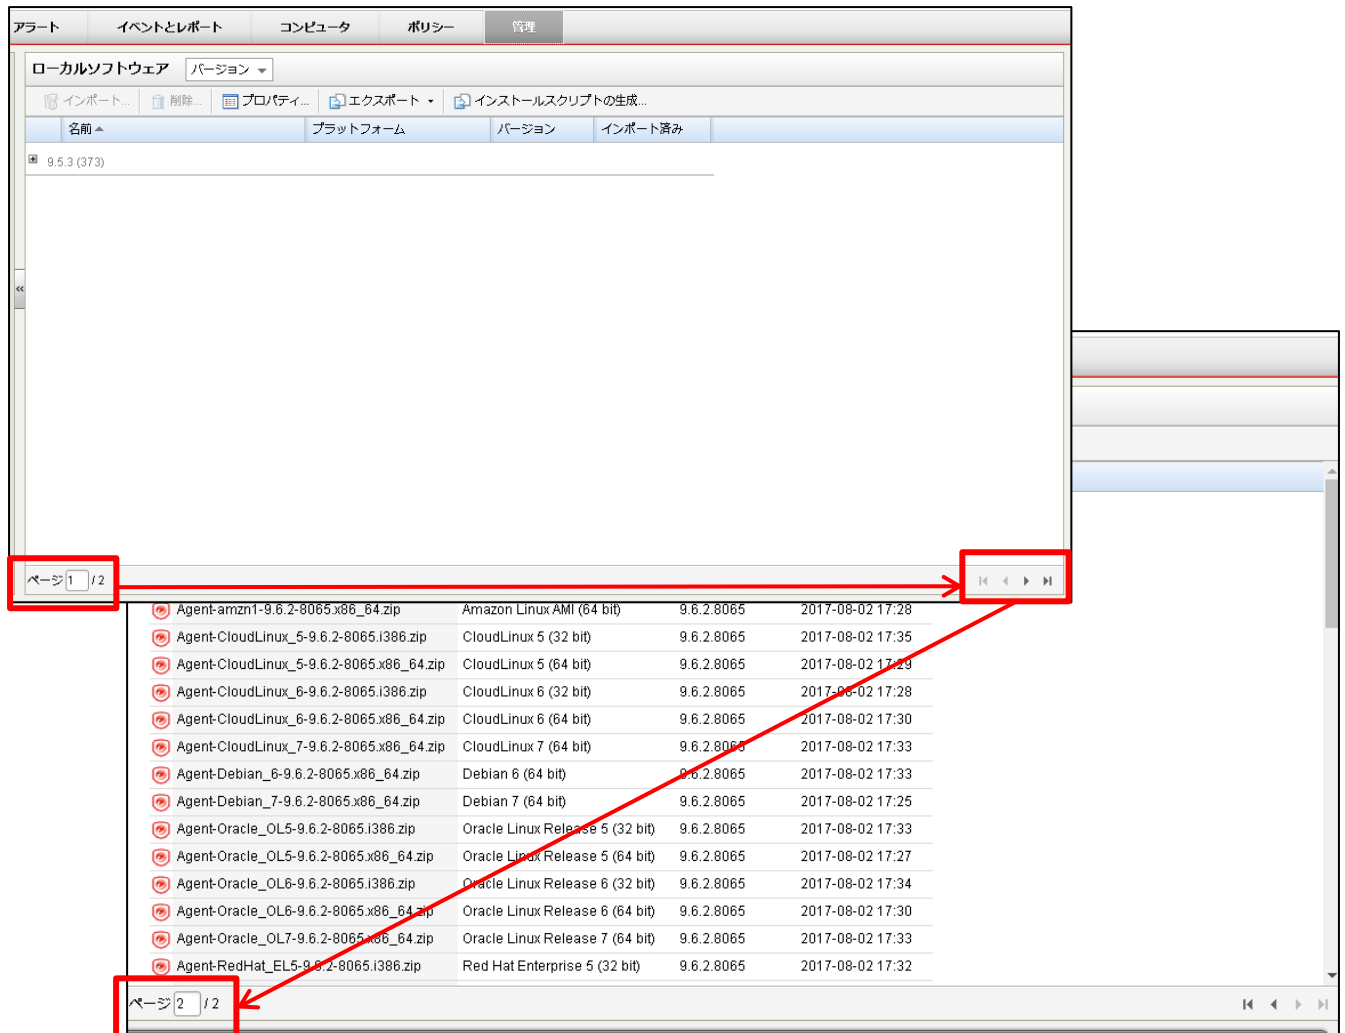 アラート イベントとレポート コンピュータ ポリシー 管理
ローカルソフトウェア バージョン
インポート... 削除... プロパティ... エクスポート インストールスクリプトの生成...
名前 プラットフォーム バージョン インポート済み
9.5.3 (373)
ページ 1 / 2
Agent-amzn1-9.6.2-8065.x86_64.zip Amazon Linux AMI (64 bit) 9.6.2.8065 2017-08-02 17:28
Agent-CloudLinux_5-9.6.2-8065.i386.zip CloudLinux 5 (32 bit) 9.6.2.8065 2017-08-02 17:35
Agent-CloudLinux_5-9.6.2-8065.x86_64.zip CloudLinux 5 (64 bit) 9.6.2.8065 2017-08-02 17:29
Agent-CloudLinux_6-9.6.2-8065.i386.zip CloudLinux 6 (32 bit) 9.6.2.8065 2017-08-02 17:28
Agent-CloudLinux_6-9.6.2-8065.x86_64.zip CloudLinux 6 (64 bit) 9.6.2.8065 2017-08-02 17:30
Agent-CloudLinux_7-9.6.2-8065.x86_64.zip CloudLinux 7 (64 bit) 9.6.2.8065 2017-08-02 17:33
Agent-Debian_6-9.6.2-8065.x86_64.zip Debian 6 (64 bit) 9.6.2.8065 2017-08-02 17:33
Agent-Debian_7-9.6.2-8065.x86_64.zip Debian 7 (64 bit) 9.6.2.8065 2017-08-02 17:25
Agent-Oracle_OL5-9.6.2-8065.i386.zip Oracle Linux Release 5 (32 bit) 9.6.2.8065 2017-08-02 17:33
Agent-Oracle_OL5-9.6.2-8065.x86_64.zip Oracle Linux Release 5 (64 bit) 9.6.2.8065 2017-08-02 17:27
Agent-Oracle_OL6-9.6.2-8065.i386.zip Oracle Linux Release 6 (32 bit) 9.6.2.8065 2017-08-02 17:34
Agent-Oracle_OL6-9.6.2-8065.x86_64.zip Oracle Linux Release 6 (64 bit) 9.6.2.8065 2017-08-02 17:30
Agent-Oracle_OL7-9.6.2-8065.x86_64.zip Oracle Linux Release 7 (64 bit) 9.6.2.8065 2017-08-02 17:33
Agent-RedHat_EL5-9.6.2-8065.i386.zip Red Hat Enterprise 5 (32 bit) 9.6.2.8065 2017-08-02 17:32
ページ 2 / 2